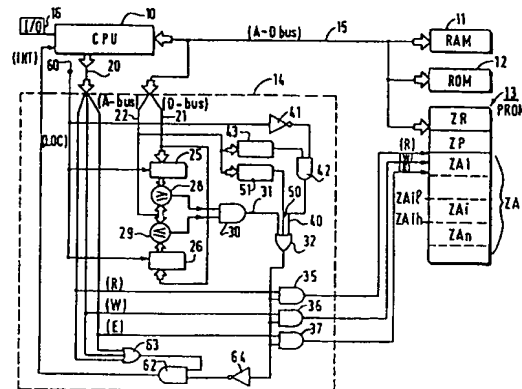 I/O
16
10
CPU
15
(A-D bus)
RAM
11
ROM
12
13
PROM
(INT)
60
20
14
(A-bus)
(D-bus)
22
21
41
43
42
51
50
40
31
25
28
29
30
26
32
ZR
ZP
ZA1
ZA1P
ZA1h
ZAi
ZAn
ZA
(R)
(W)
35
36
37
(R)
(W)
(E)
63
62
64